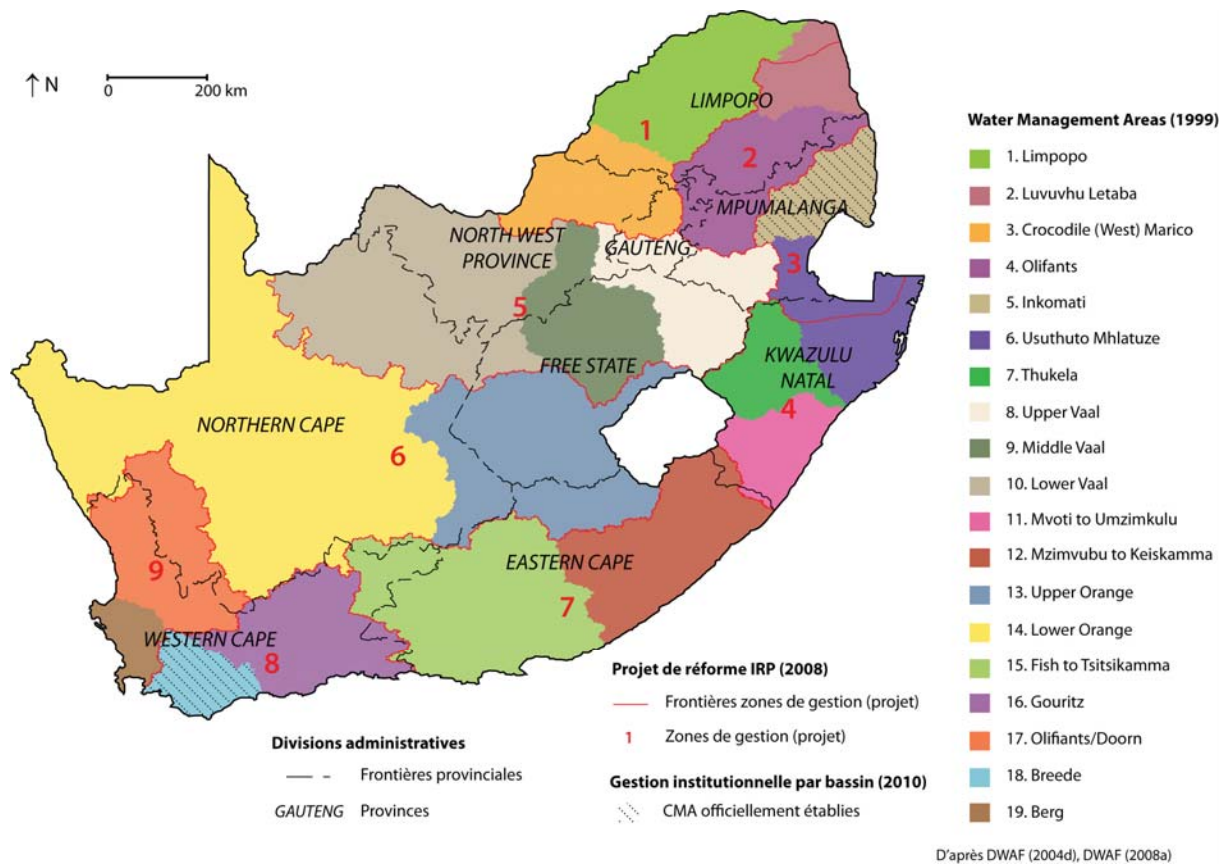 N
0 200 km
LIMPOPO
1
2
MPUMALANGA
NORTH WEST
PROVINCE
GAUTENG
3
5
FREE STATE
KWAZULU
NATAL
4
NORTHERN CAPE
6
EASTERN CAPE
9
7
WESTERN CAPE
8
Water Management Areas (1999)
1. Limpopo
2. Luvuvhu Letaba
3. Crocodile (West) Marico
4. Olifants
5. Inkomati
6. Usuthuto Mhlatuze
7. Thukela
8. Upper Vaal
9. Middle Vaal
10. Lower Vaal
11. Mvoti to Umzimkulu
12. Mzimvubu to Keiskamma
13. Upper Orange
14. Lower Orange
15. Fish to Tsitsikamma
16. Gouritz
17. Olifiants/Doorn
18. Breede
19. Berg
Divisions administratives
Frontières provinciales
GAUTENG Provinces
Projet de réforme IRP (2008)
Frontières zones de gestion (projet)
1 Zones de gestion (projet)
Gestion institutionnelle par bassin (2010)
CMA officiellement établies
D'après DWAF (2004d), DWAF (2008a)